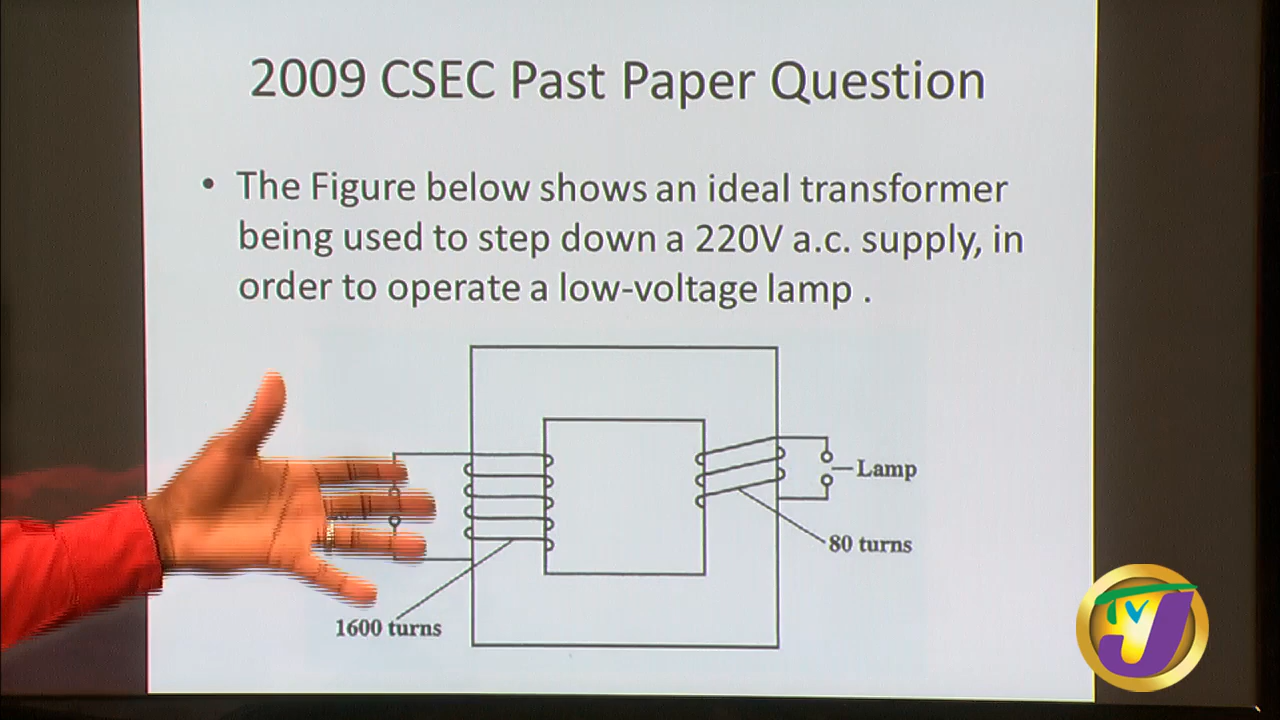 2009 CSEC Past Paper Question
• The Figure below shows an ideal transformer
being used to step down a 220V a.c. supply, in
order to operate a low-voltage lamp .
Lamp
80 turns
1600 turns
TVJ